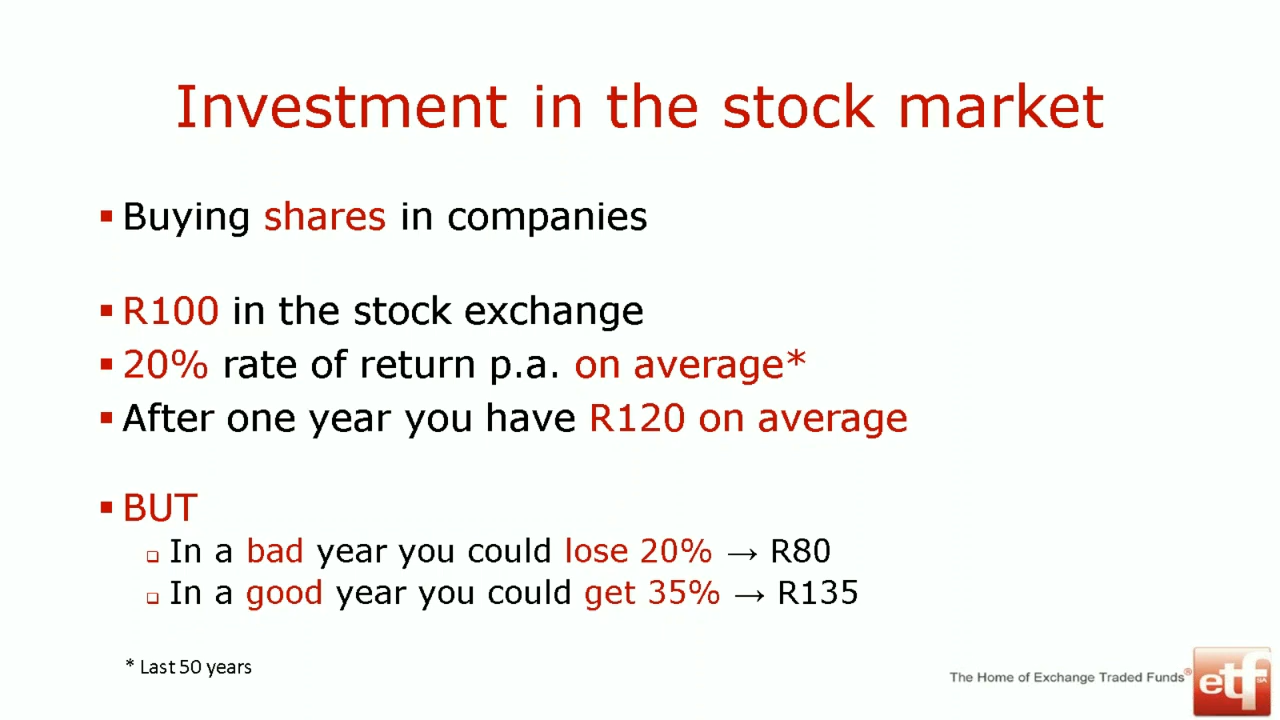 Investment in the stock market
▪ Buying shares in companies
▪ R100 in the stock exchange
▪ 20% rate of return p.a. on average*
▪ After one year you have R120 on average
▪ BUT
❑ In a bad year you could lose 20% → R80
❑ In a good year you could get 35% → R135
* Last 50 years
The Home of Exchange Traded Funds®
etf
SA